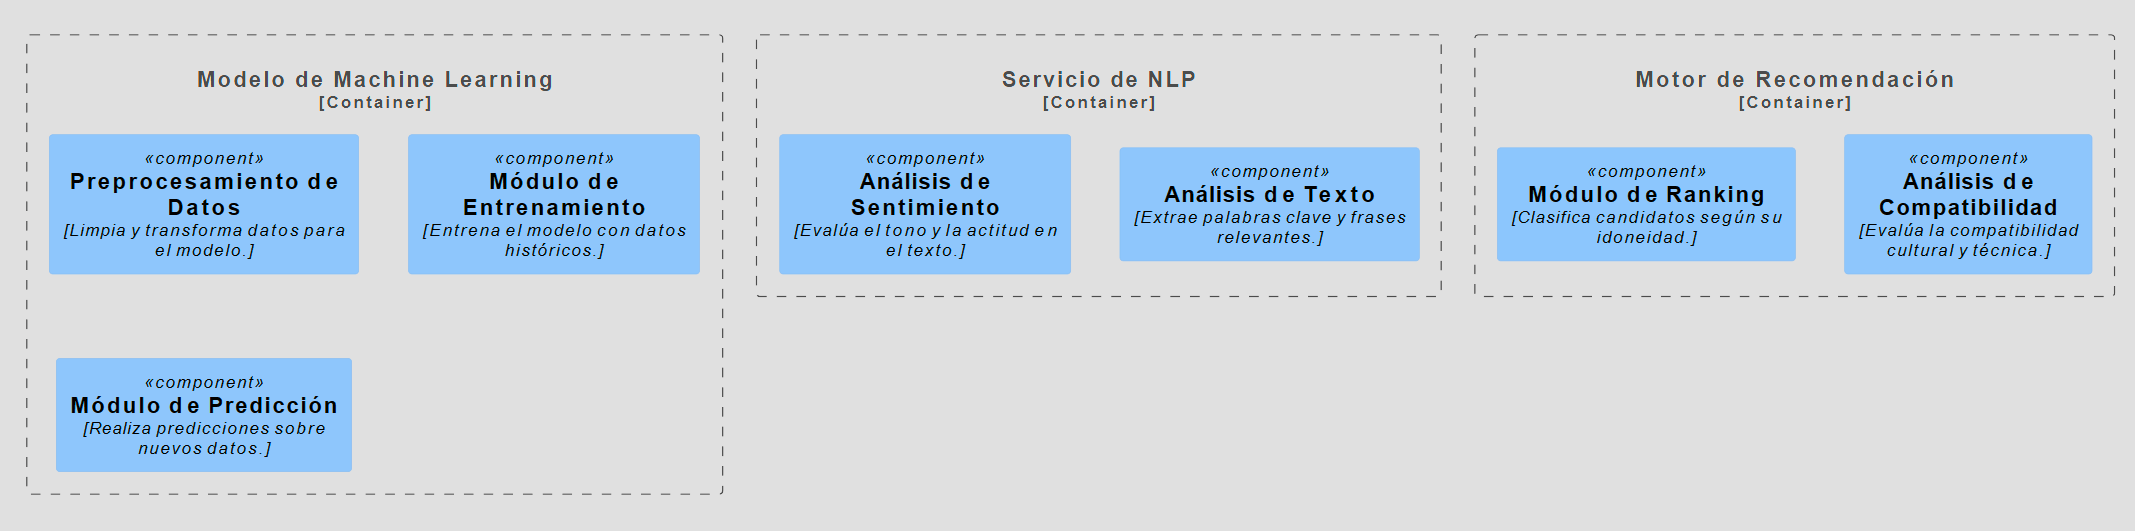 Modelo de Machine Learning
[Container]
«component»
Preprocesamiento de
Datos
[Limpia y transforma datos para
el modelo.]
«component»
Módulo de
Entrenamiento
[Entrena el modelo con datos
históricos.]
«component»
Módulo de Predicción
[Realiza predicciones sobre
nuevos datos.]
Servicio de NLP
[Container]
«component»
Análisis de
Sentimiento
[Evalúa el tono y la actitud en
el texto.]
«component»
Análisis de Texto
[Extrae palabras clave y frases
relevantes.]
Motor de Recomendación
[Container]
«component»
Módulo de Ranking
[Clasifica candidatos según su
idoneidad.]
«component»
Análisis de
Compatibilidad
[Evalúa la compatibilidad
cultural y técnica.]